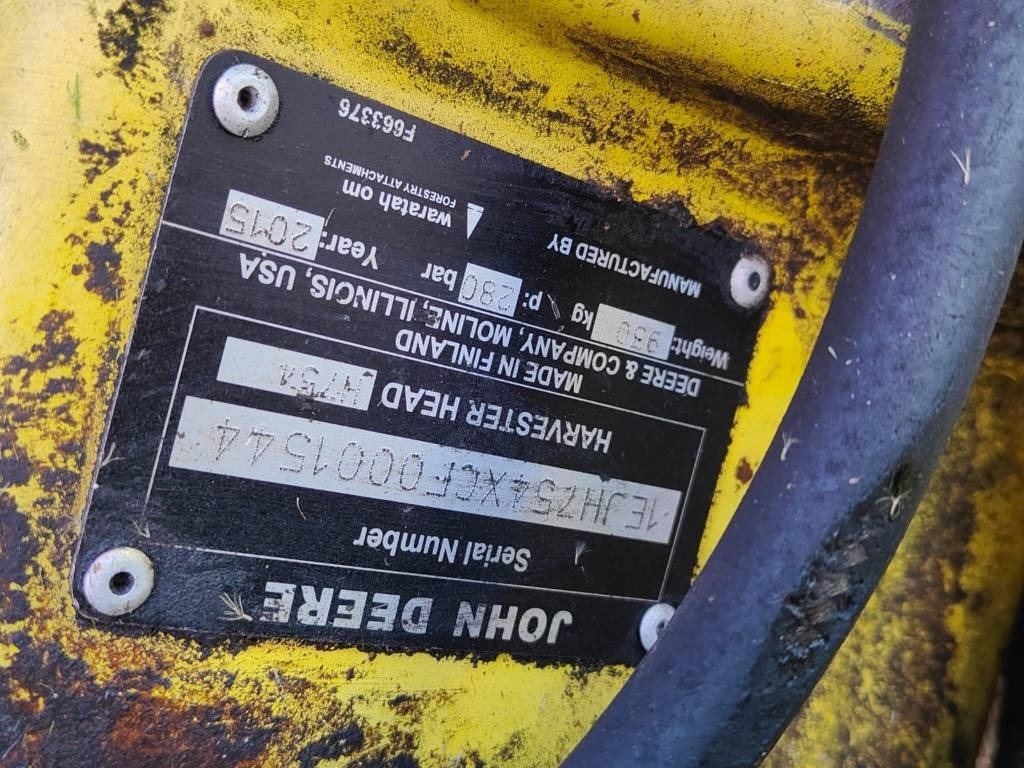 JOHN DEERE
Serial Number
1EJH754XCF0001544
HARVESTER HEAD H754
MADE IN FINLAND
DEERE & COMPANY, MOLINE, ILLINOIS, USA
Weight: 930 kg p: 280 bar Year: 2015
MANUFACTURED BY waratah om
FORESTRY ATTACHMENTS
F663376